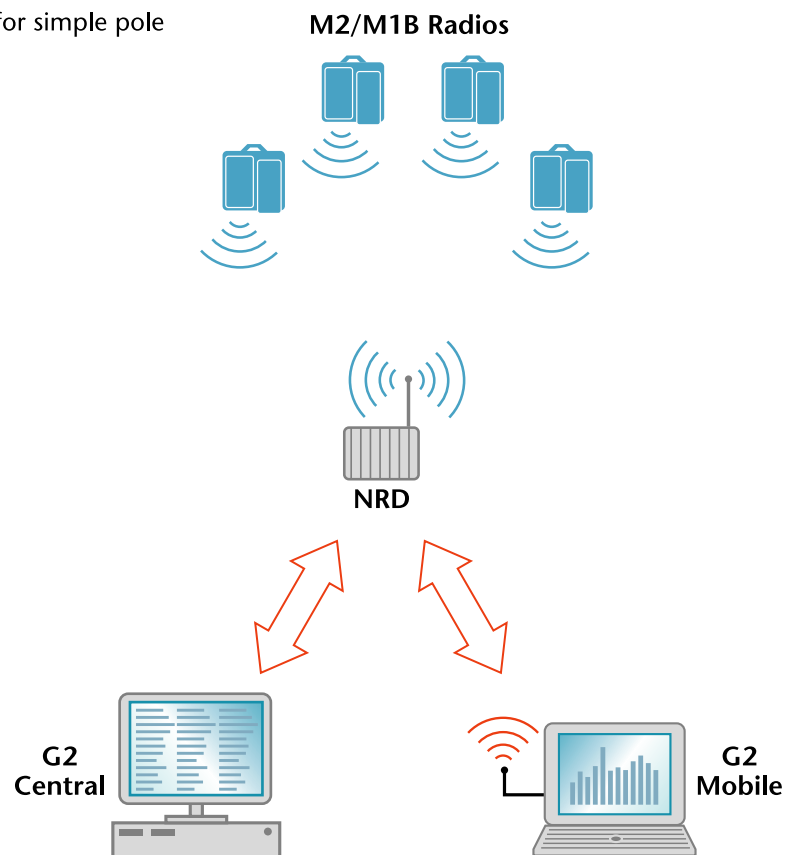 for simple pole
M2/M1B Radios
NRD
G2
Central
G2
Mobile